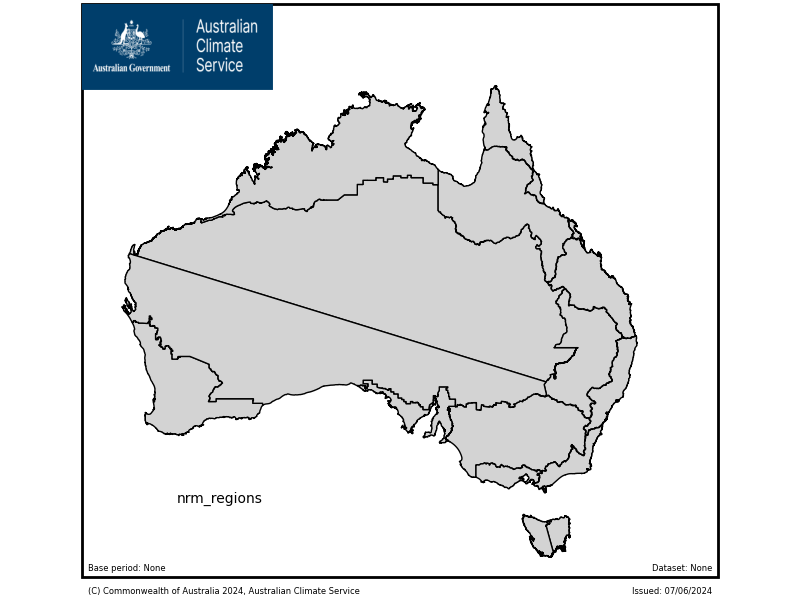 Australian
Climate
Service
Australian Government
nrm_regions
Base period: None
Dataset: None
(C) Commonwealth of Australia 2024, Australian Climate Service
Issued: 07/06/2024